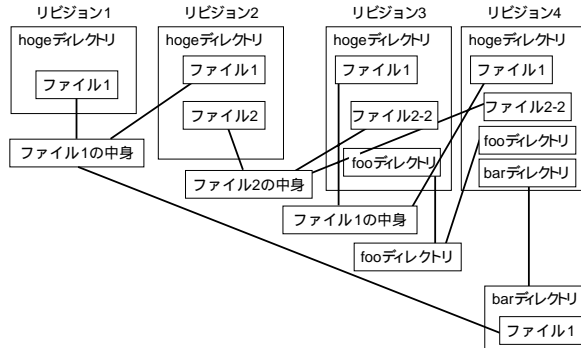 リビジョン1
リビジョン2
リビジョン3
リビジョン4
hogeディレクトリ
hogeディレクトリ
hogeディレクトリ
hogeディレクトリ
ファイル1
ファイル1
ファイル1
ファイル1
ファイル2
ファイル2-2
ファイル2-2
fooディレクトリ
ファイル1の中身
fooディレクトリ
barディレクトリ
ファイル2の中身
ファイル1の中身
fooディレクトリ
barディレクトリ
ファイル1